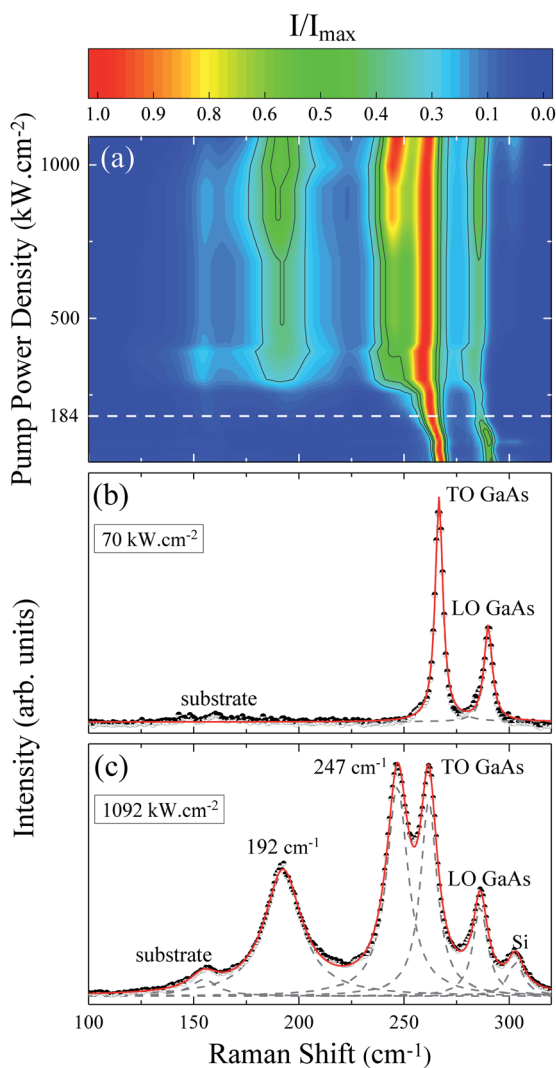 I/Imax
1.0 0.9 0.8 0.7 0.6 0.5 0.4 0.3 0.2 0.1 0.0
(a)
Pump Power Density (kW.cm-2)
1000
500
184
(b)
70 kW.cm-2
TO GaAs
LO GaAs
substrate
Intensity (arb. units)
(c)
1092 kW.cm-2
247 cm-1
TO GaAs
192 cm-1
LO GaAs
substrate
Si
100 150 200 250 300
Raman Shift (cm-1)